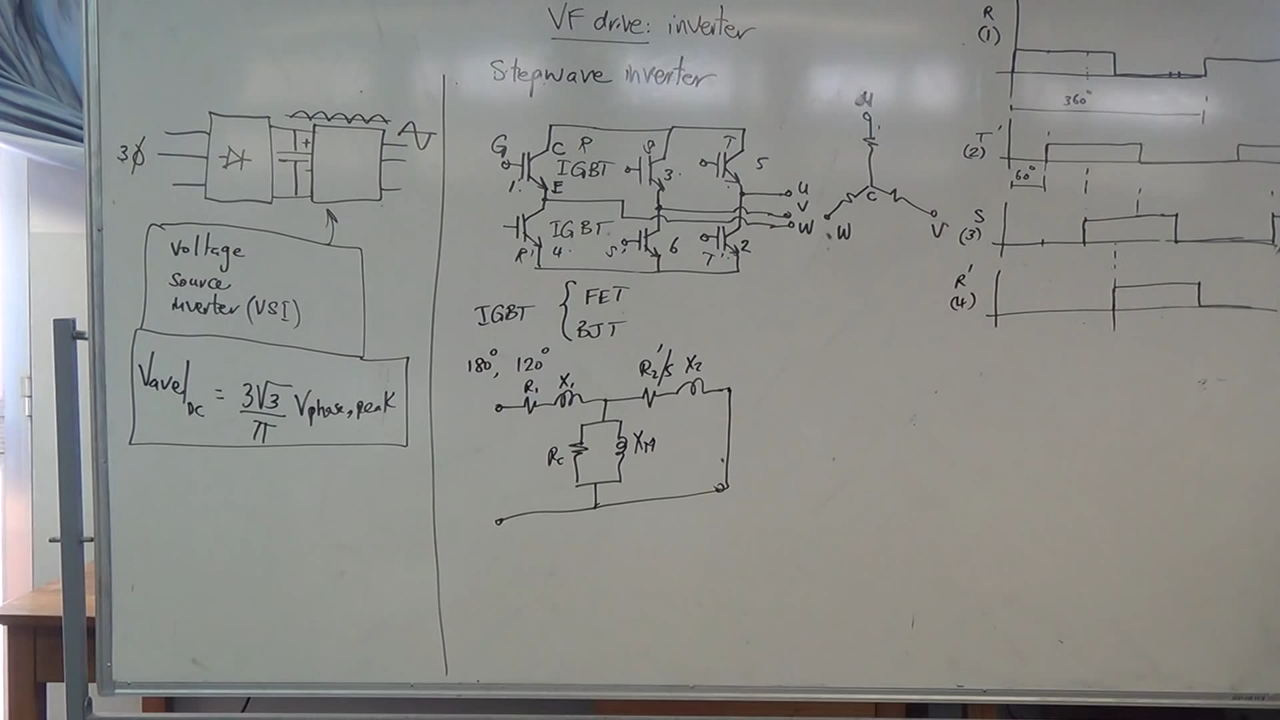 VF drive: inverter
Stepwave inverter
3φ
+
Voltage
Source
Inverter (VSI)
Vave|DC = 3√3/π Vphase, peak
G C R T
IGBT 3 5
1 E
U
V
W
IGBT
R' 4 S' 6 T' 2
IGBT { FET
BJT
180°, 120°
R1 X1 R2'/s X2
Rc XM
U
C
W V
R
(1)
360°
T'
(2)
60°
S
(3)
R'
(4)